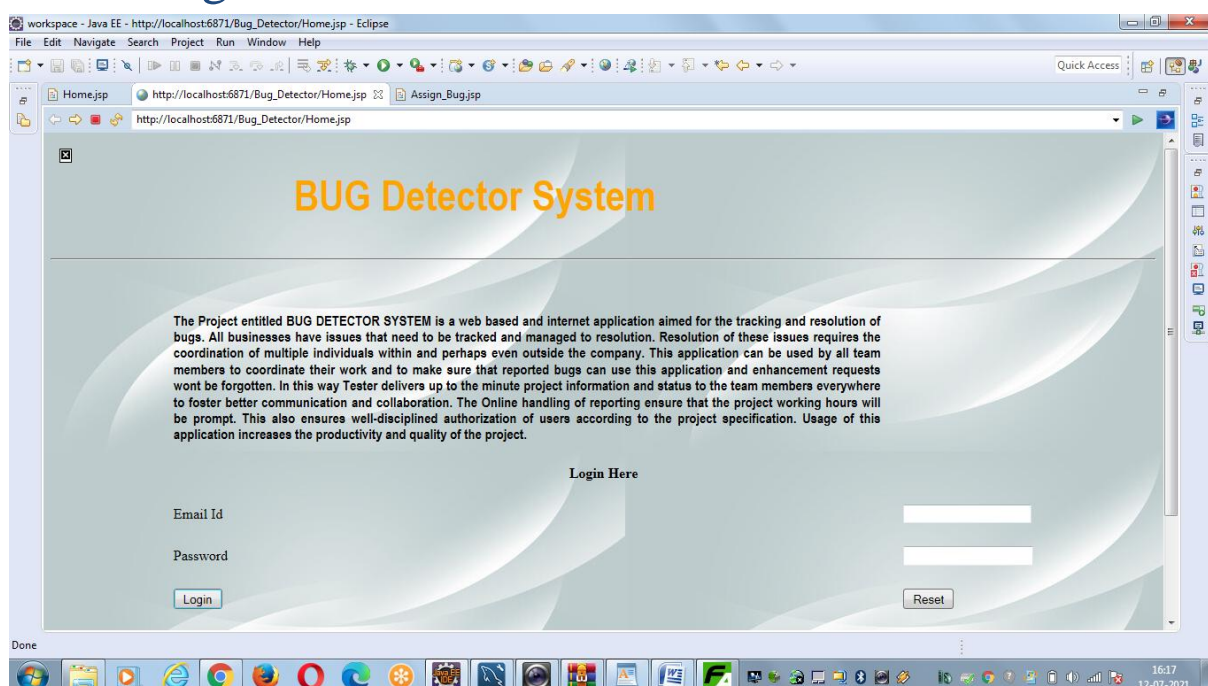 workspace - Java EE - http://localhost:6871/Bug_Detector/Home.jsp - Eclipse
File Edit Navigate Search Project Run Window Help
Quick Access
Home.jsp http://localhost:6871/Bug_Detector/Home.jsp Assign_Bug.jsp
http://localhost:6871/Bug_Detector/Home.jsp
BUG Detector System
The Project entitled BUG DETECTOR SYSTEM is a web based and internet application aimed for the tracking and resolution of
bugs. All businesses have issues that need to be tracked and managed to resolution. Resolution of these issues requires the
coordination of multiple individuals within and perhaps even outside the company. This application can be used by all team
members to coordinate their work and to make sure that reported bugs can use this application and enhancement requests
wont be forgotten. In this way Tester delivers up to the minute project information and status to the team members everywhere
to foster better communication and collaboration. The Online handling of reporting ensure that the project working hours will
be prompt. This also ensures well-disciplined authorization of users according to the project specification. Usage of this
application increases the productivity and quality of the project.
Login Here
Email Id
Password
Login Reset
Done
16:17
12-07-2021